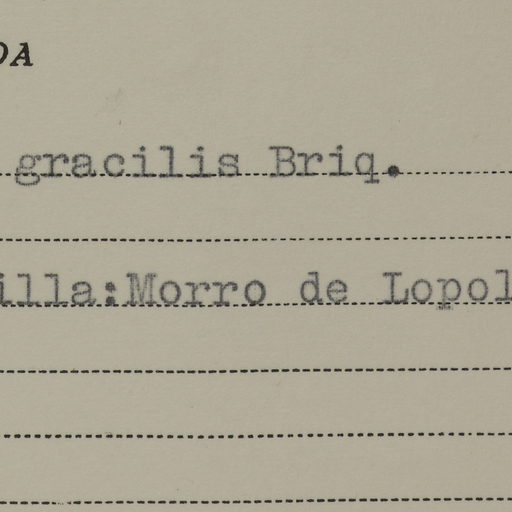 DA
gracilis Briq.
illa:Morro de Lopol